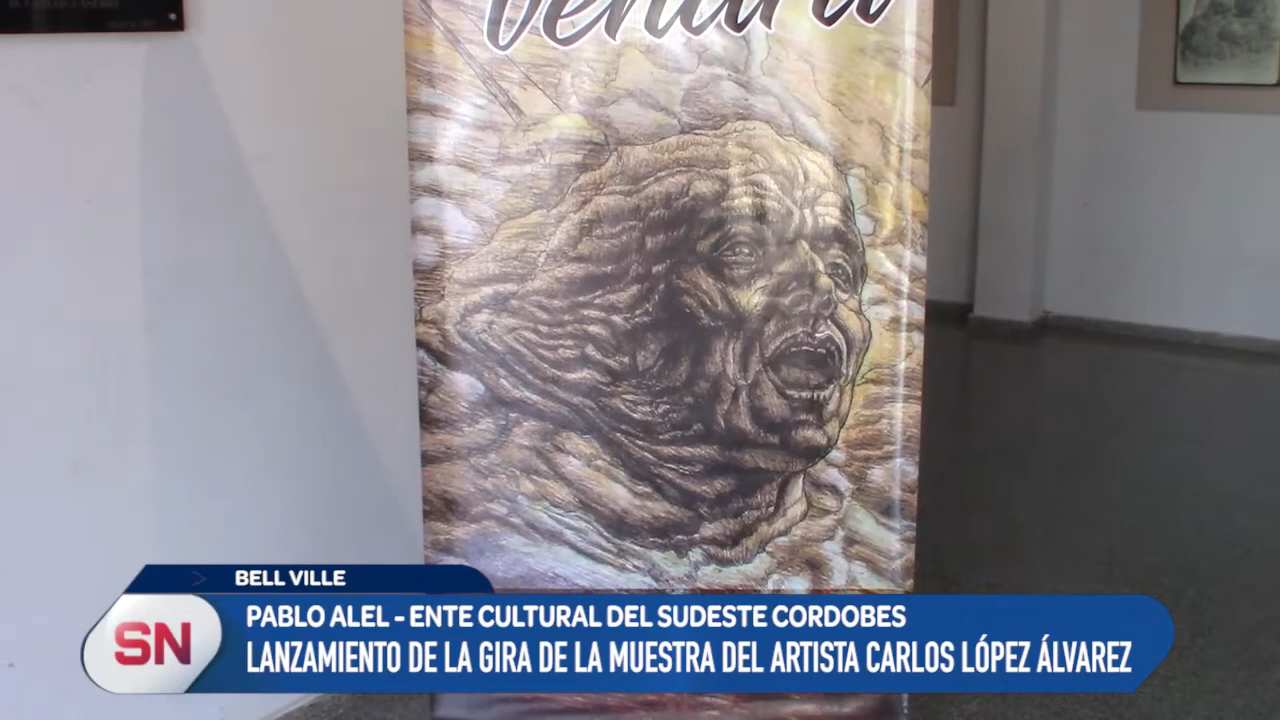 Vendrá
BELL VILLE
SN
PABLO ALEL - ENTE CULTURAL DEL SUDESTE CORDOBES
LANZAMIENTO DE LA GIRA DE LA MUESTRA DEL ARTISTA CARLOS LÓPEZ ÁLVAREZ